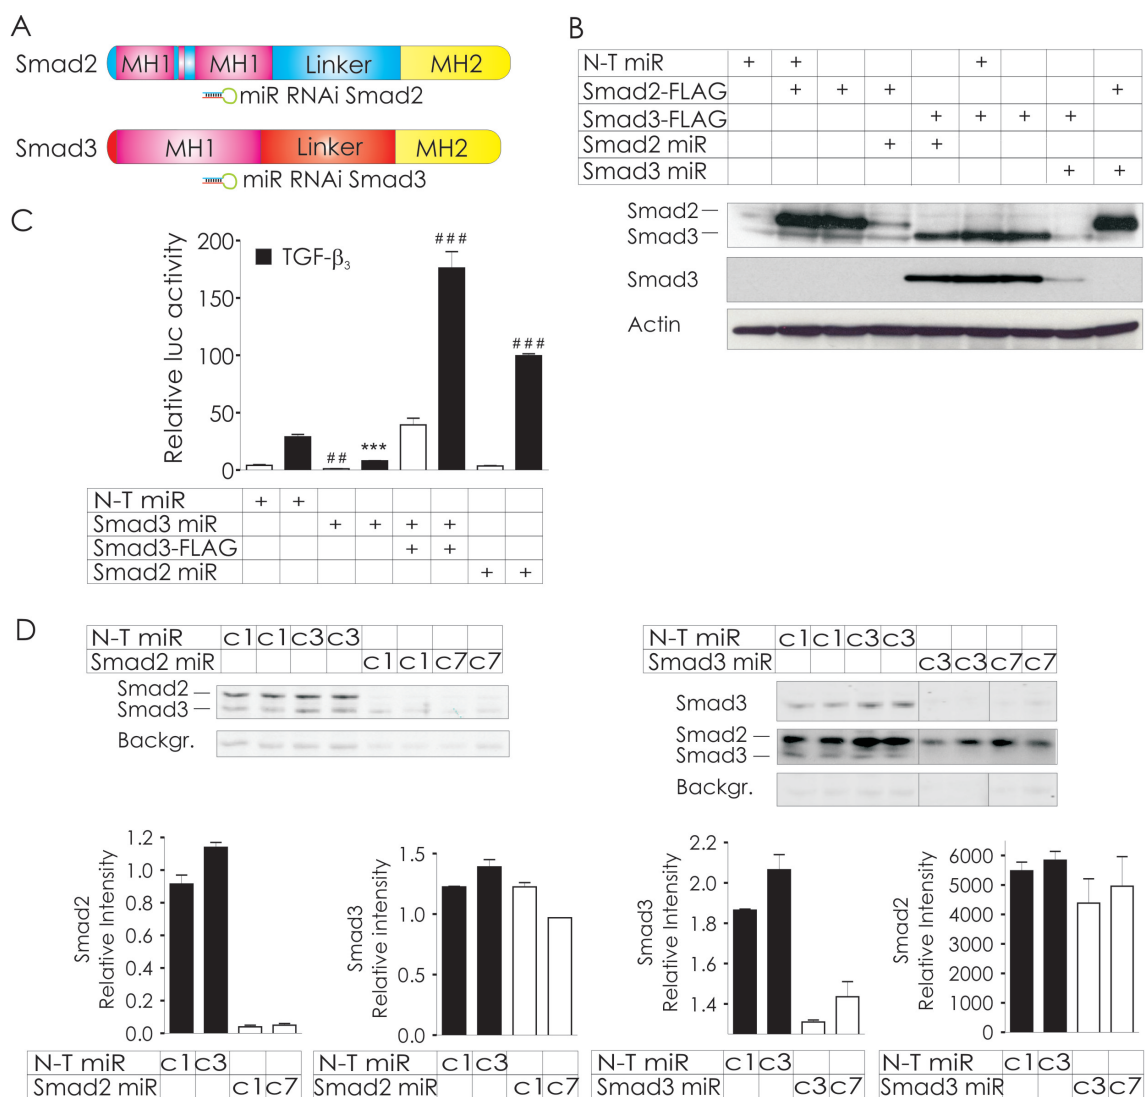 A
Smad2 MH1 MH1 Linker MH2
miR RNAi Smad2
Smad3 MH1 Linker MH2
miR RNAi Smad3
B
N-T miR + + +
Smad2-FLAG + + + +
Smad3-FLAG + + + +
Smad2 miR + +
Smad3 miR + +
Smad2
Smad3
Smad3
Actin
C
Relative luc activity
200
150
100
50
0
TGF-β3
## *** ### ###
N-T miR + +
Smad3 miR + + + +
Smad3-FLAG + +
Smad2 miR + +
D
N-T miR c1 c1 c3 c3
Smad2 miR c1 c1 c7 c7
Smad2
Smad3
Backgr.
N-T miR c1 c1 c3 c3
Smad3 miR c3 c3 c7 c7
Smad3
Smad2
Smad3
Backgr.
Smad2
Relative Intensity
1.2
1.0
0.8
0.6
0.4
0.2
0.0
N-T miR c1 c3
Smad2 miR c1 c7
Smad3
Relative intensity
1.5
1.0
0.5
0.0
N-T miR c1 c3
Smad2 miR c1 c7
Smad3
Relative Intensity
2.2
2.0
1.8
1.6
1.4
N-T miR c1 c3
Smad3 miR c3 c7
Smad2
Relative Intensity
6000
5000
4000
3000
2000
1000
0
N-T miR c1 c3
Smad3 miR c3 c7